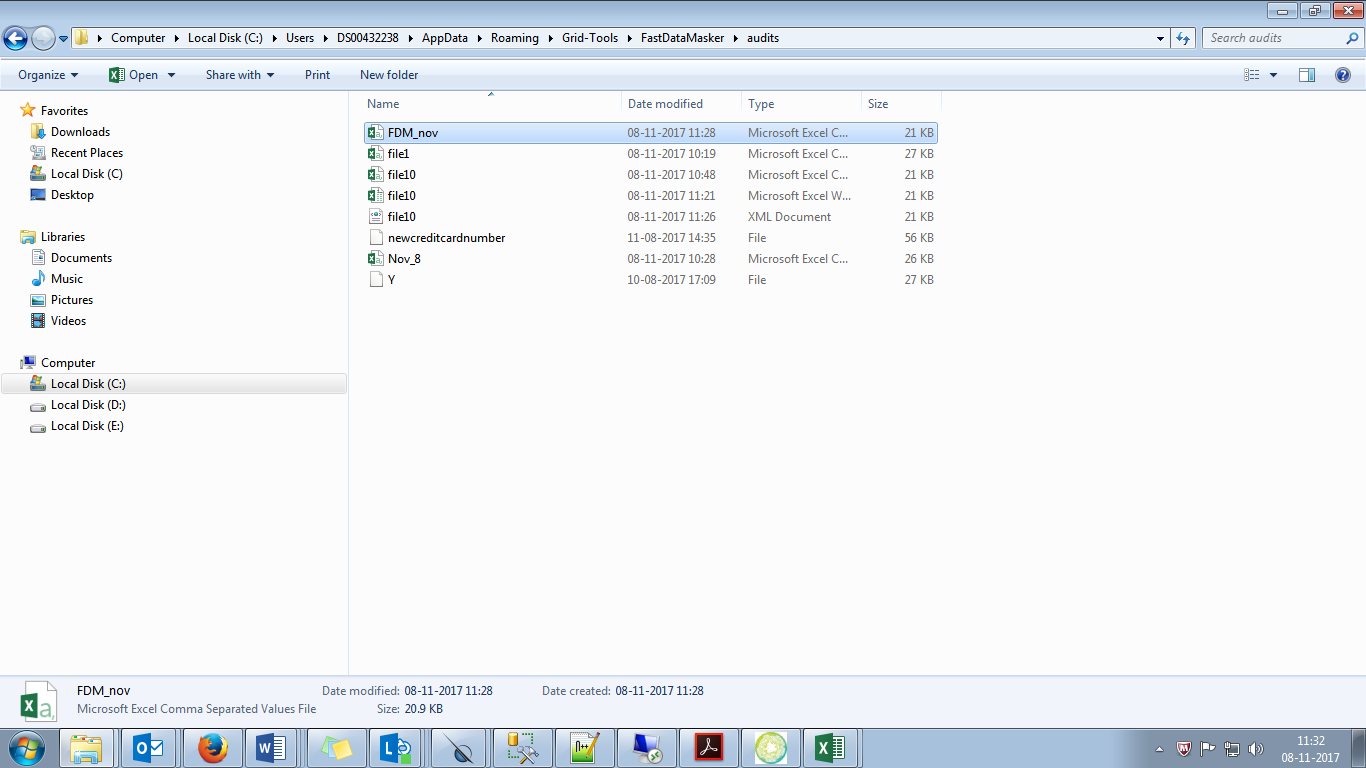 Computer Local Disk (C:) Users DS00432238 AppData Roaming Grid-Tools FastDataMasker audits Search audits
Organize Open Share with Print New folder
Favorites
Downloads
Recent Places
Local Disk (C)
Desktop
Libraries
Documents
Music
Pictures
Videos
Computer
Local Disk (C:)
Local Disk (D:)
Local Disk (E:)
Name Date modified Type Size
FDM_nov 08-11-2017 11:28 Microsoft Excel C... 21 KB
file1 08-11-2017 10:19 Microsoft Excel C... 27 KB
file10 08-11-2017 10:48 Microsoft Excel C... 21 KB
file10 08-11-2017 11:21 Microsoft Excel W... 21 KB
file10 08-11-2017 11:26 XML Document 21 KB
newcreditcardnumber 11-08-2017 14:35 File 56 KB
Nov_8 08-11-2017 10:28 Microsoft Excel C... 26 KB
Y 10-08-2017 17:09 File 27 KB
FDM_nov Date modified: 08-11-2017 11:28 Date created: 08-11-2017 11:28
Microsoft Excel Comma Separated Values File Size: 20.9 KB
11:32
08-11-2017